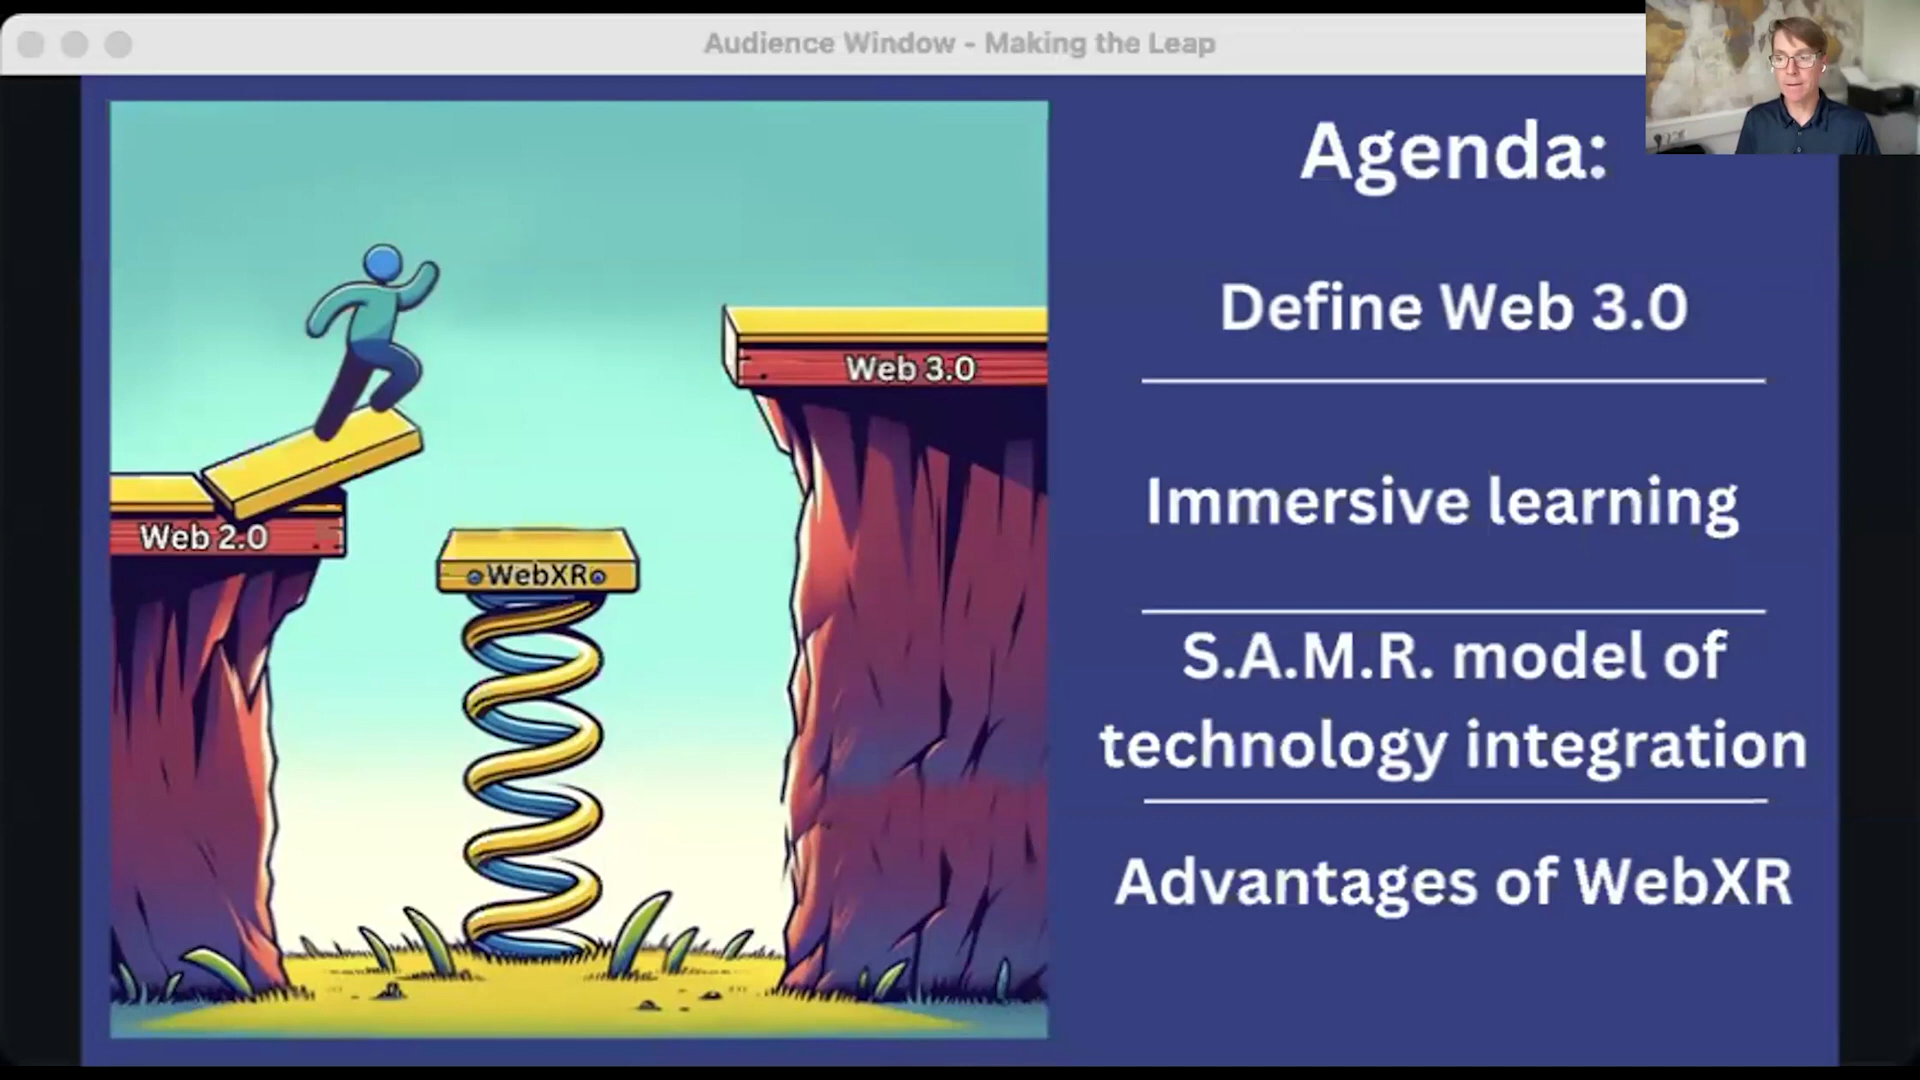 Audience Window - Making the Leap
Agenda:
Define Web 3.0
Immersive learning
S.A.M.R. model of
technology integration
Advantages of WebXR
Web 3.0
Web 2.0
WebXR